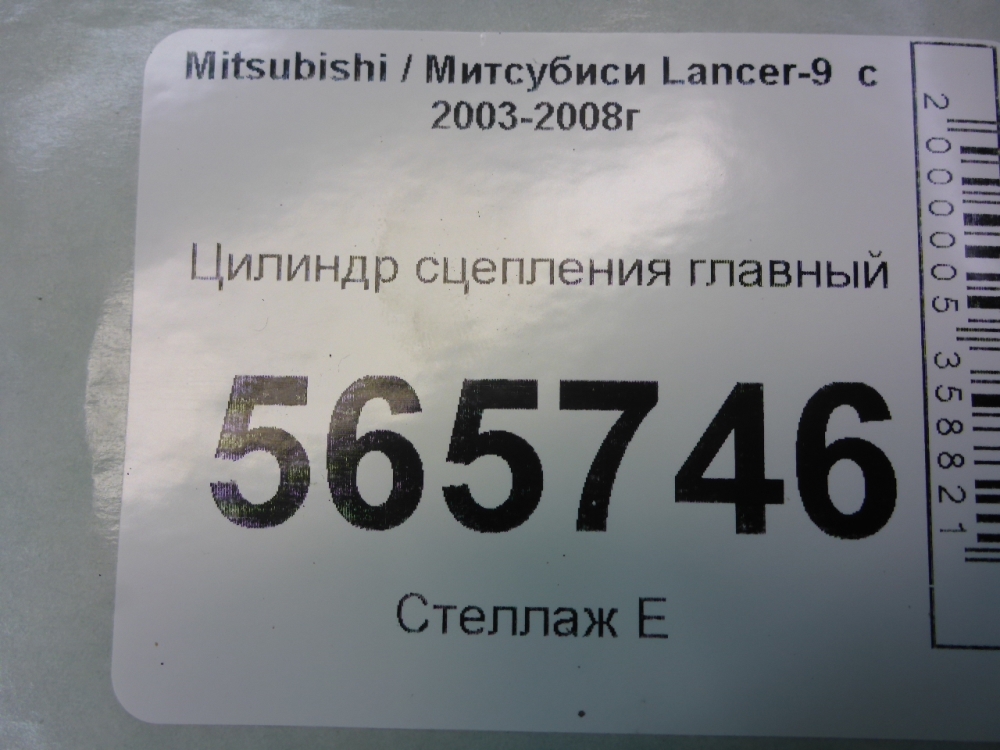 Mitsubishi / Митсубиси Lancer-9 с
2003-2008г
Цилиндр сцепления главный
565746
Стеллаж Е
2000005358821